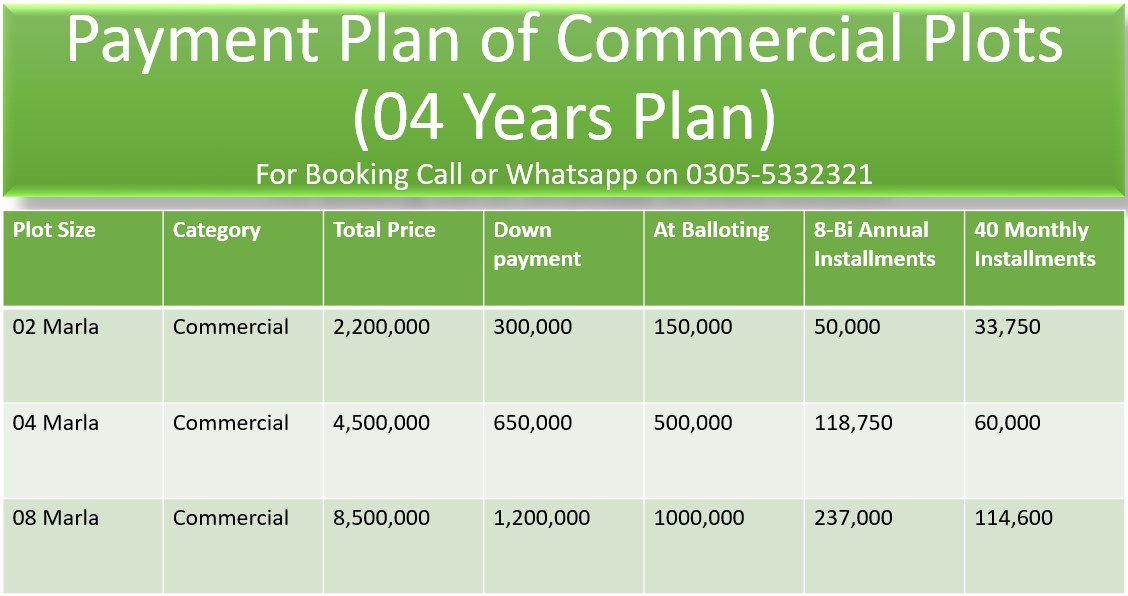 Payment Plan of Commercial Plots
(04 Years Plan)
For Booking Call or Whatsapp on 0305-5332321
Plot Size Category Total Price Down payment At Balloting 8-Bi Annual Installments 40 Monthly Installments
02 Marla Commercial 2,200,000 300,000 150,000 50,000 33,750
04 Marla Commercial 4,500,000 650,000 500,000 118,750 60,000
08 Marla Commercial 8,500,000 1,200,000 1000,000 237,000 114,600